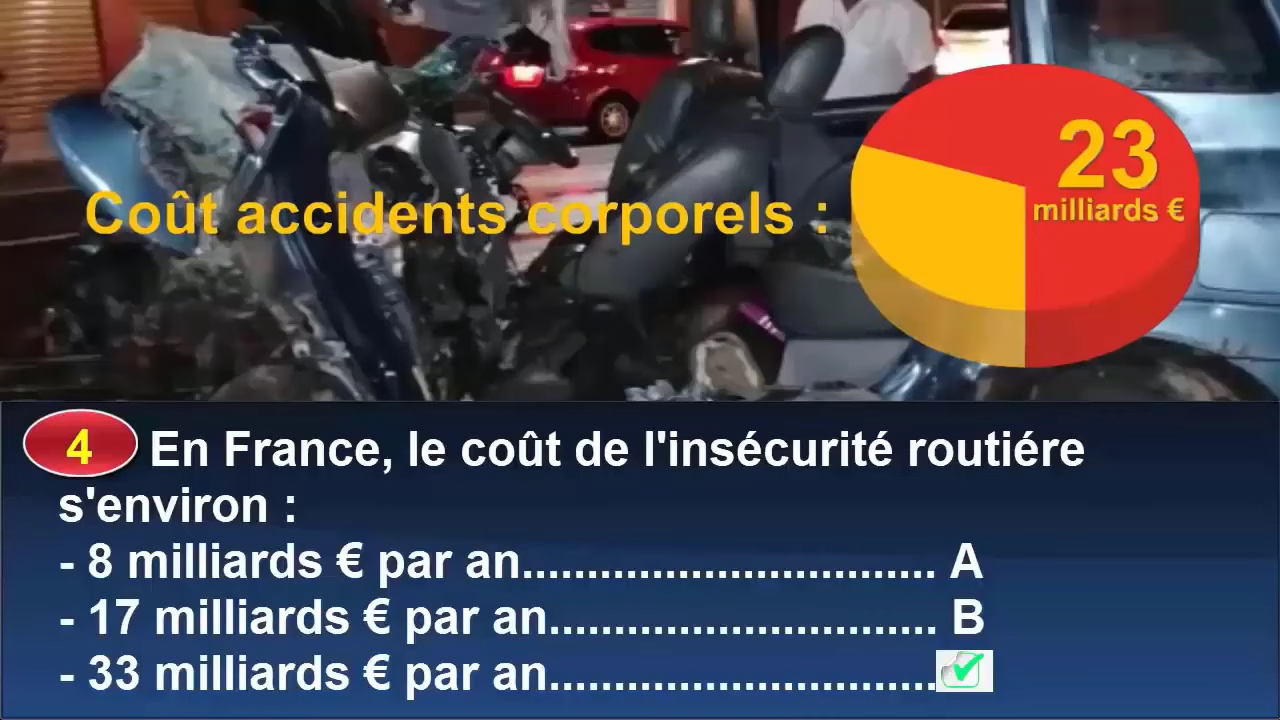 23
milliards €
Coût accidents corporels :
4 En France, le coût de l'insécurité routiére
s'environ :
- 8 milliards € par an................................ A
- 17 milliards € par an.............................. B
- 33 milliards € par an..............................